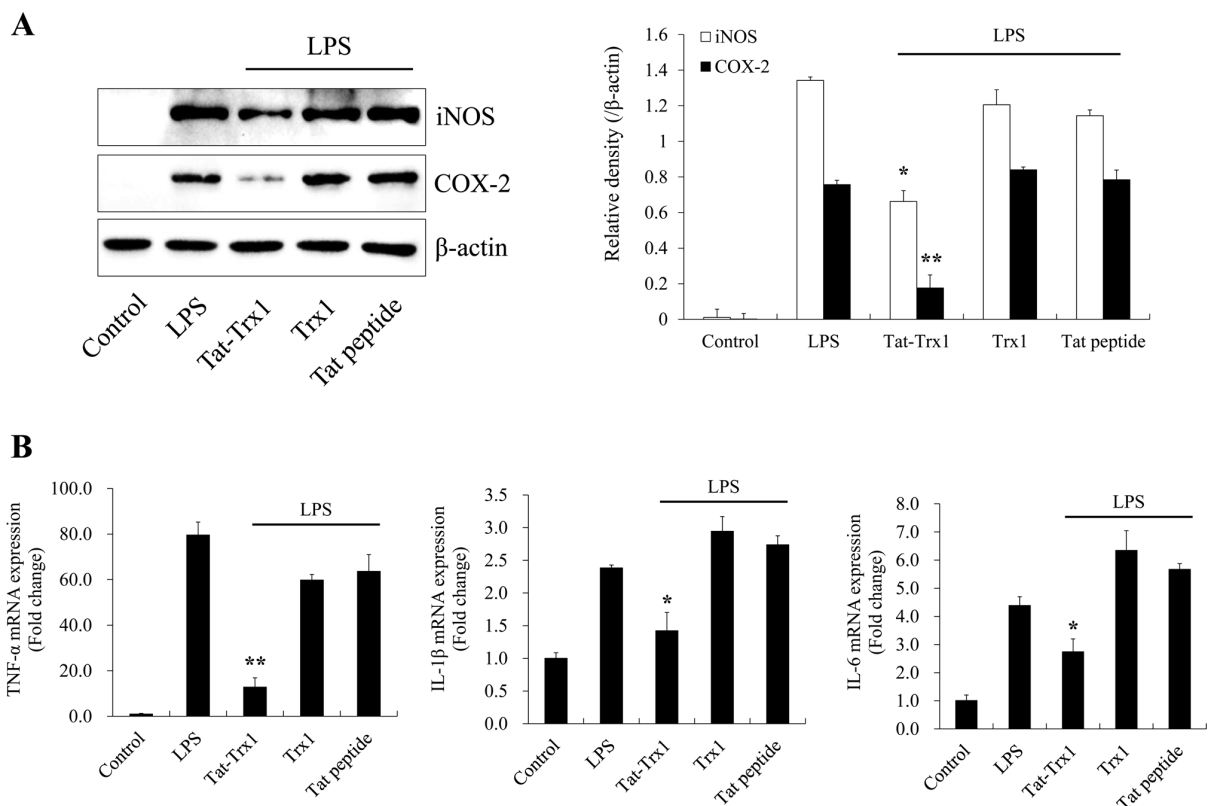 A
LPS
iNOS
COX-2
β-actin
Control
LPS
Tat-Trx1
Trx1
Tat peptide
Relative density (/β-actin)
1.6
1.4
1.2
1
0.8
0.6
0.4
0.2
0
iNOS
COX-2
LPS
*
**
Control
LPS
Tat-Trx1
Trx1
Tat peptide
B
TNF-α mRNA expression
(Fold change)
100.0
80.0
60.0
40.0
20.0
0.0
LPS
**
Control
LPS
Tat-Trx1
Trx1
Tat peptide
IL-1β mRNA expression
(Fold change)
3.5
3.0
2.5
2.0
1.5
1.0
0.5
0.0
LPS
*
Control
LPS
Tat-Trx1
Trx1
Tat peptide
IL-6 mRNA expression
(Fold change)
8.0
7.0
6.0
5.0
4.0
3.0
2.0
1.0
0.0
LPS
*
Control
LPS
Tat-Trx1
Trx1
Tat peptide